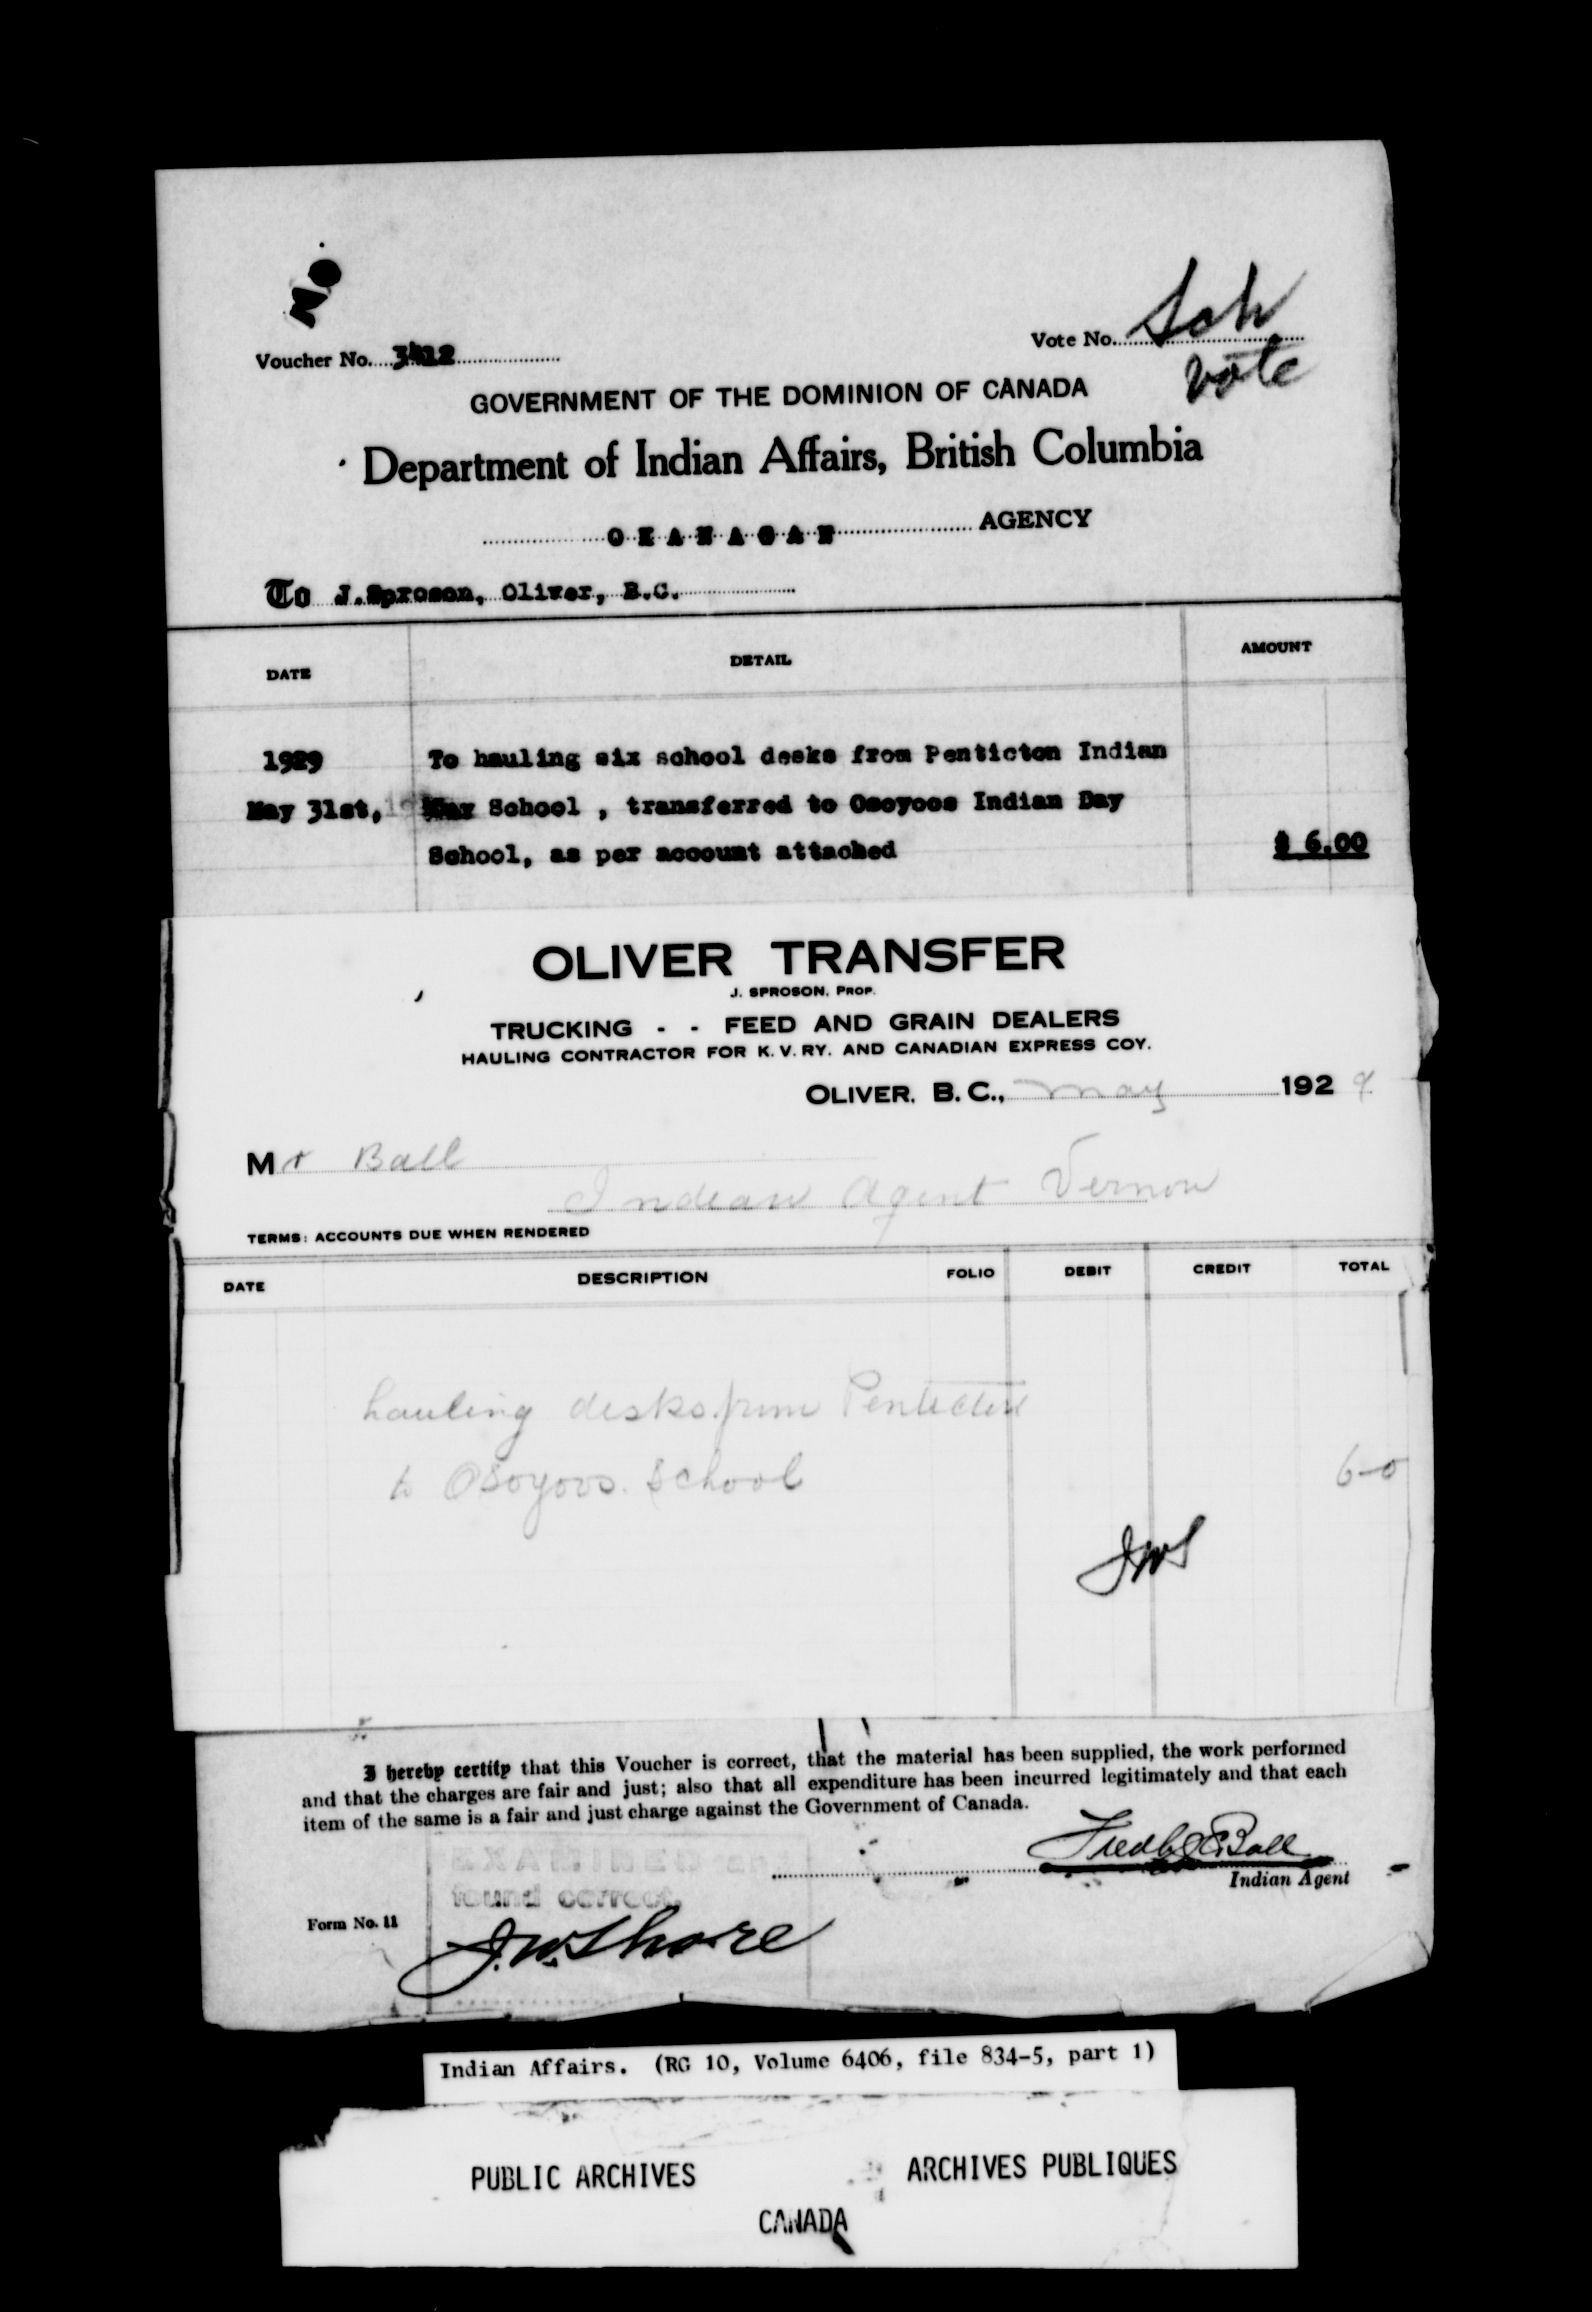 NO.
Vote No. Sch
vote
Voucher No. 3412
GOVERNMENT OF THE DOMINION OF CANADA
Department of Indian Affairs, British Columbia
OKANAGAN AGENCY
To J.Sproson, Oliver, B.C.
DATE DETAIL AMOUNT
1929 To hauling six school desks from Penticton Indian
May 31st, School , transferred to Osoyoos Indian Day
School, as per account attached $ 6.00
OLIVER TRANSFER
J. SPROSON, PROP.
TRUCKING - - FEED AND GRAIN DEALERS
HAULING CONTRACTOR FOR K. V. RY. AND CANADIAN EXPRESS COY.
OLIVER, B. C., May 1929
Mr Ball
Indian Agent Vernon
TERMS: ACCOUNTS DUE WHEN RENDERED
DATE DESCRIPTION FOLIO DEBIT CREDIT TOTAL
hauling desks from Penticton
to Osoyoos. School 6-0
JWS
I hereby certify that this Voucher is correct, that the material has been supplied, the work performed
and that the charges are fair and just; also that all expenditure has been incurred legitimately and that each
item of the same is a fair and just charge against the Government of Canada.
EXAMINED an
found correct.
Ball
Indian Agent
Form No. 11
J.W. Shore
Indian Affairs. (RG 10, Volume 6406, file 834-5, part 1)
PUBLIC ARCHIVES ARCHIVES PUBLIQUES
CANADA